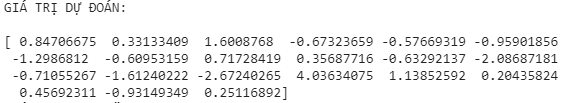 GIÁ TRỊ DỰ ĐOÁN:
[ 0.84706675 0.33133409 1.6008768 -0.67323659 -0.57669319 -0.95901856
-1.2986812 -0.60953159 0.71728419 0.35687716 -0.63292137 -2.08687181
-0.71055267 -1.61240222 -2.67240265 4.03634075 1.13852592 0.20435824
0.45692311 -0.93149349 0.25116892]